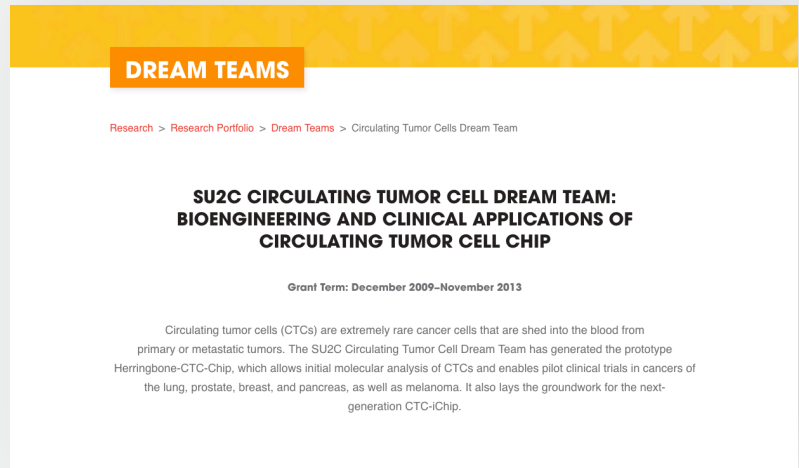 DREAM TEAMS
Research > Research Portfolio > Dream Teams > Circulating Tumor Cells Dream Team
SU2C CIRCULATING TUMOR CELL DREAM TEAM:
BIOENGINEERING AND CLINICAL APPLICATIONS OF
CIRCULATING TUMOR CELL CHIP
Grant Term: December 2009–November 2013
Circulating tumor cells (CTCs) are extremely rare cancer cells that are shed into the blood from
primary or metastatic tumors. The SU2C Circulating Tumor Cell Dream Team has generated the prototype
Herringbone-CTC-Chip, which allows initial molecular analysis of CTCs and enables pilot clinical trials in cancers of
the lung, prostate, breast, and pancreas, as well as melanoma. It also lays the groundwork for the next-
generation CTC-iChip.